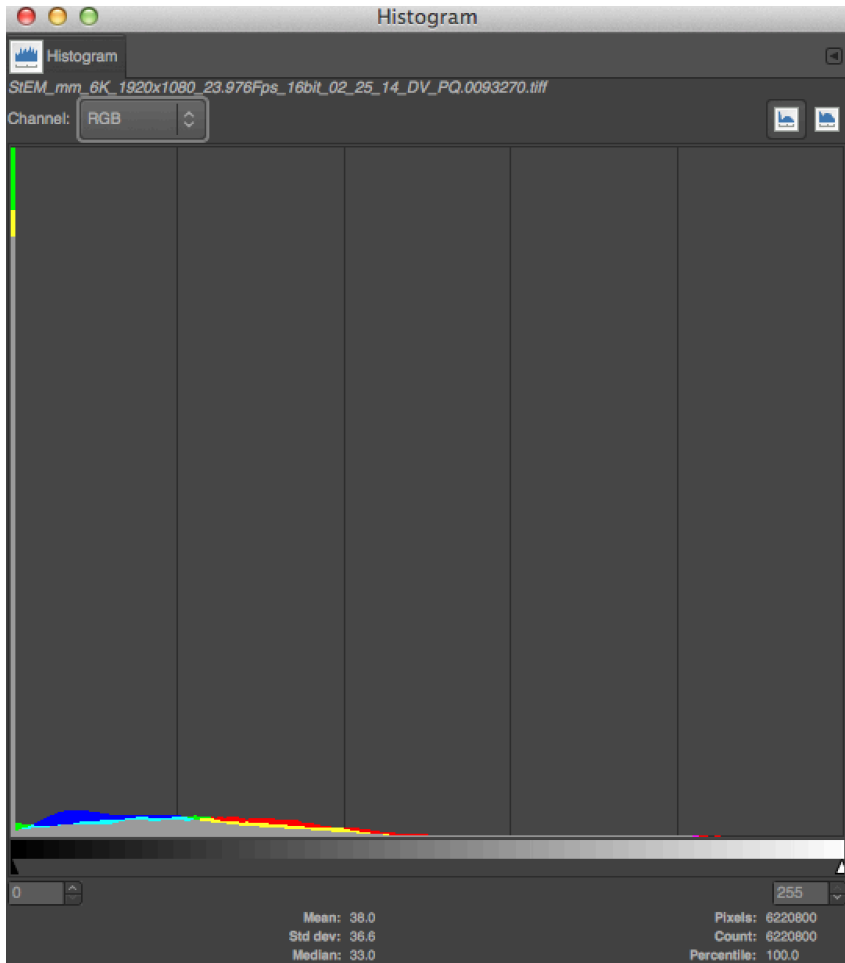 Histogram
Histogram
StEM_mm_6K_1920x1080_23.976Fps_16bit_02_25_14_DV_PQ.0093270.tiff
Channel: RGB
0 255
Mean: 38.0 Pixels: 6220800
Std dev: 36.6 Count: 6220800
Median: 33.0 Percentile: 100.0